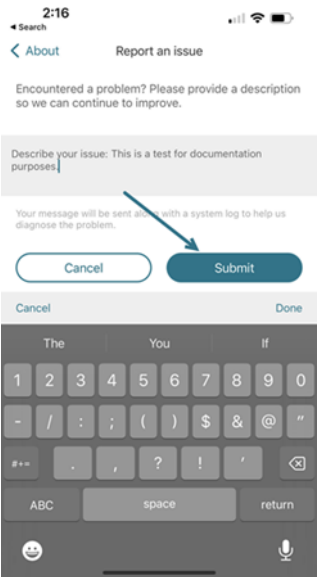 2:16
◂ Search
About
Report an issue
Encountered a problem? Please provide a description
so we can continue to improve.
Describe your issue: This is a test for documentation
purposes.
Your message will be sent along with a system log to help us
diagnose the problem.
Cancel
Submit
Cancel
Done
The You If
1 2 3 4 5 6 7 8 9 0
- / : ; ( ) $ & @ "
#+= . , ? ! '
ABC space return